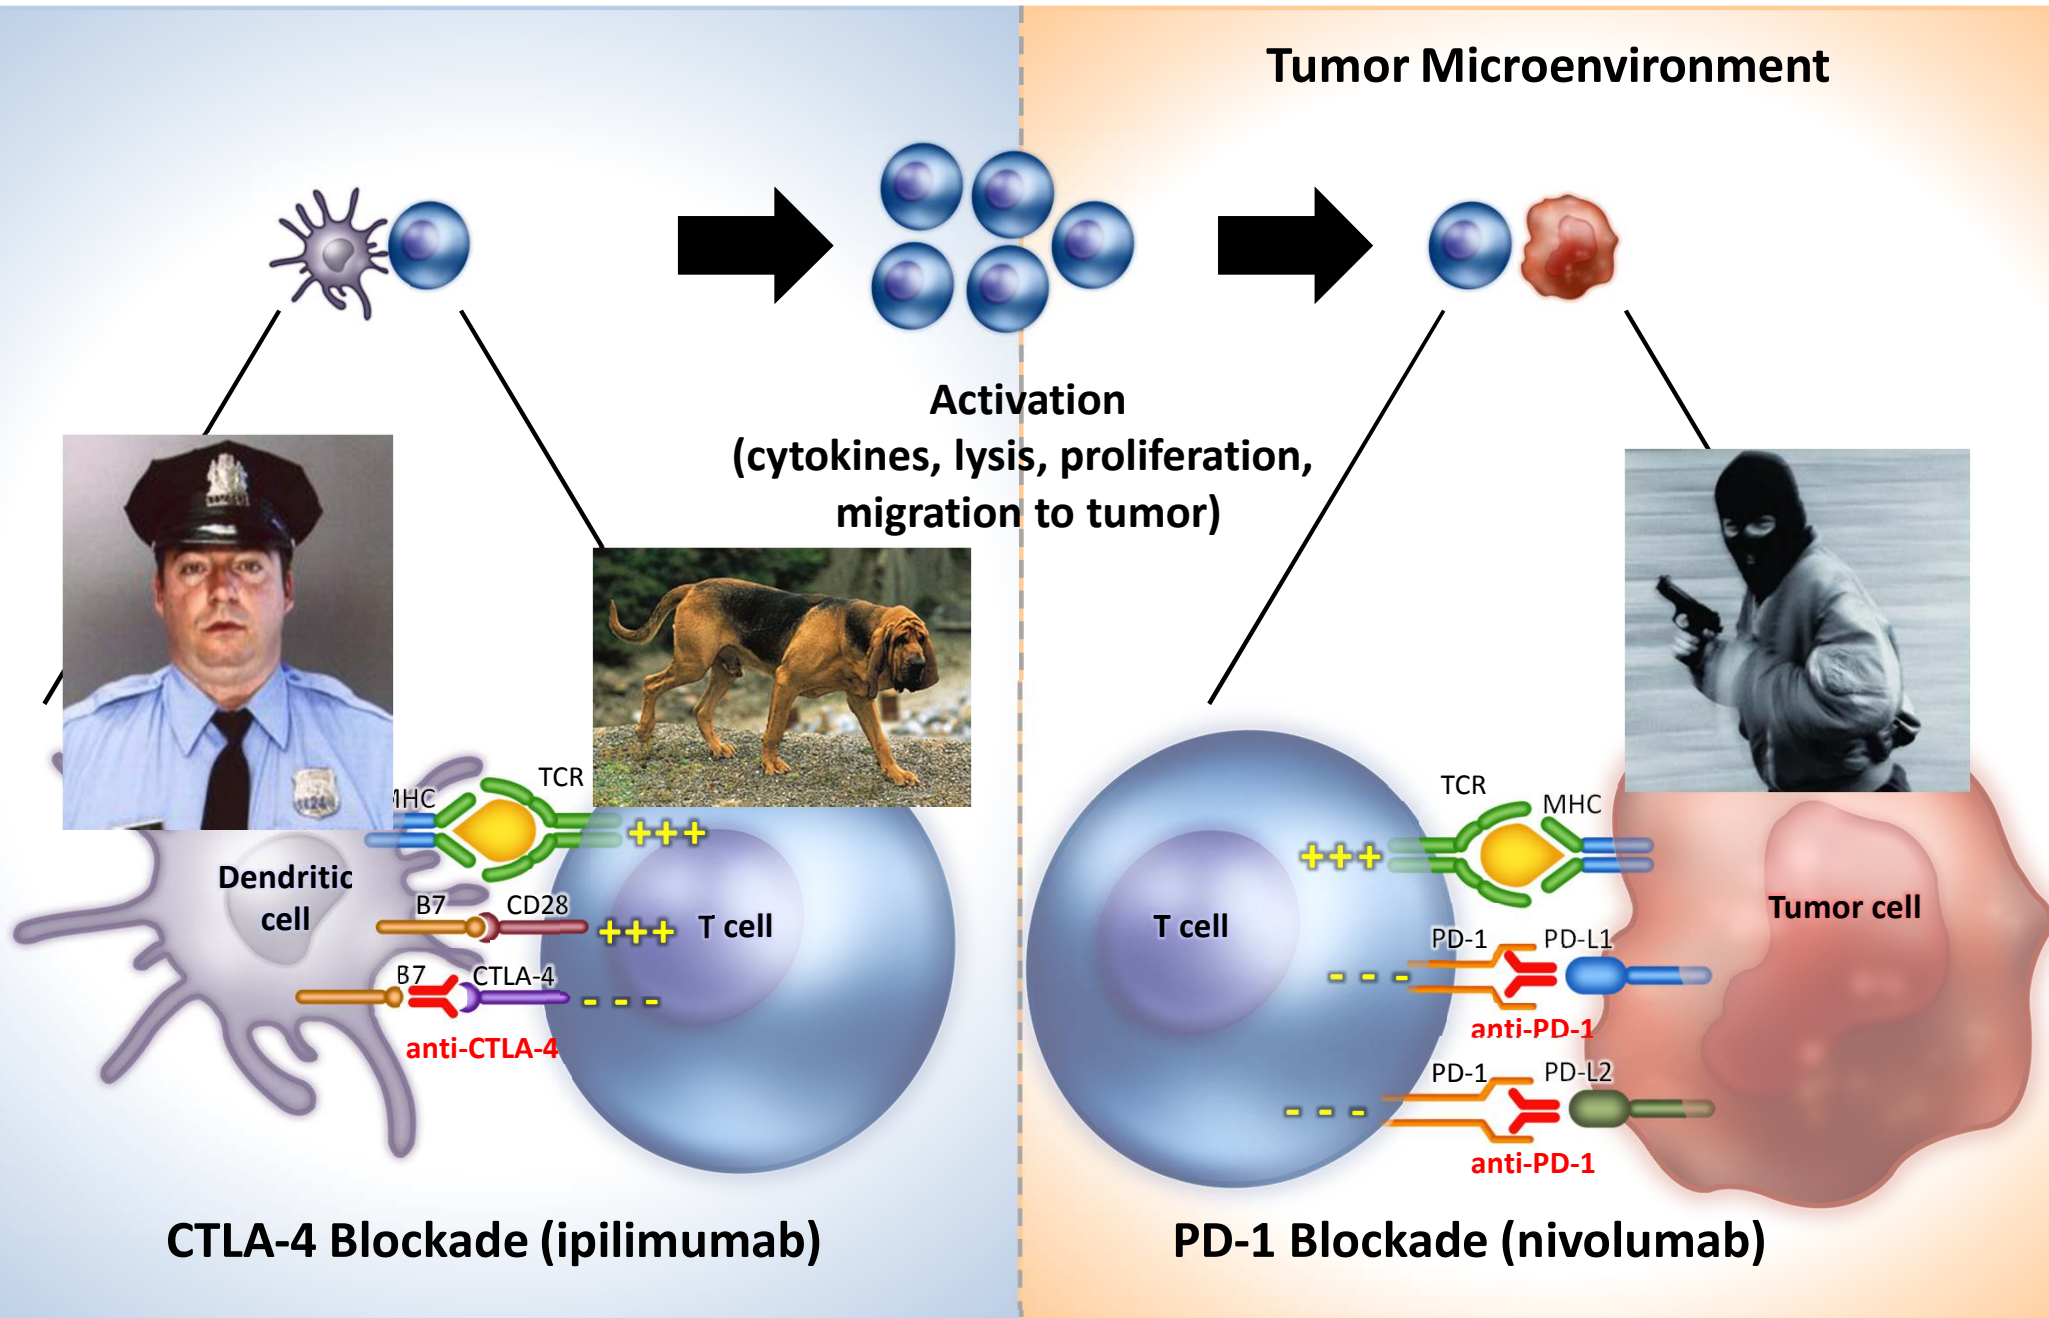 Tumor Microenvironment
Activation
(cytokines, lysis, proliferation,
migration to tumor)
TCR
MHC
+++
Dendritic
cell
B7
CD28
+++
T cell
B7
CTLA-4
- - -
anti-CTLA-4
TCR
MHC
+++
T cell
Tumor cell
PD-1
PD-L1
- - -
anti-PD-1
PD-1
PD-L2
- - -
anti-PD-1
CTLA-4 Blockade (ipilimumab)
PD-1 Blockade (nivolumab)